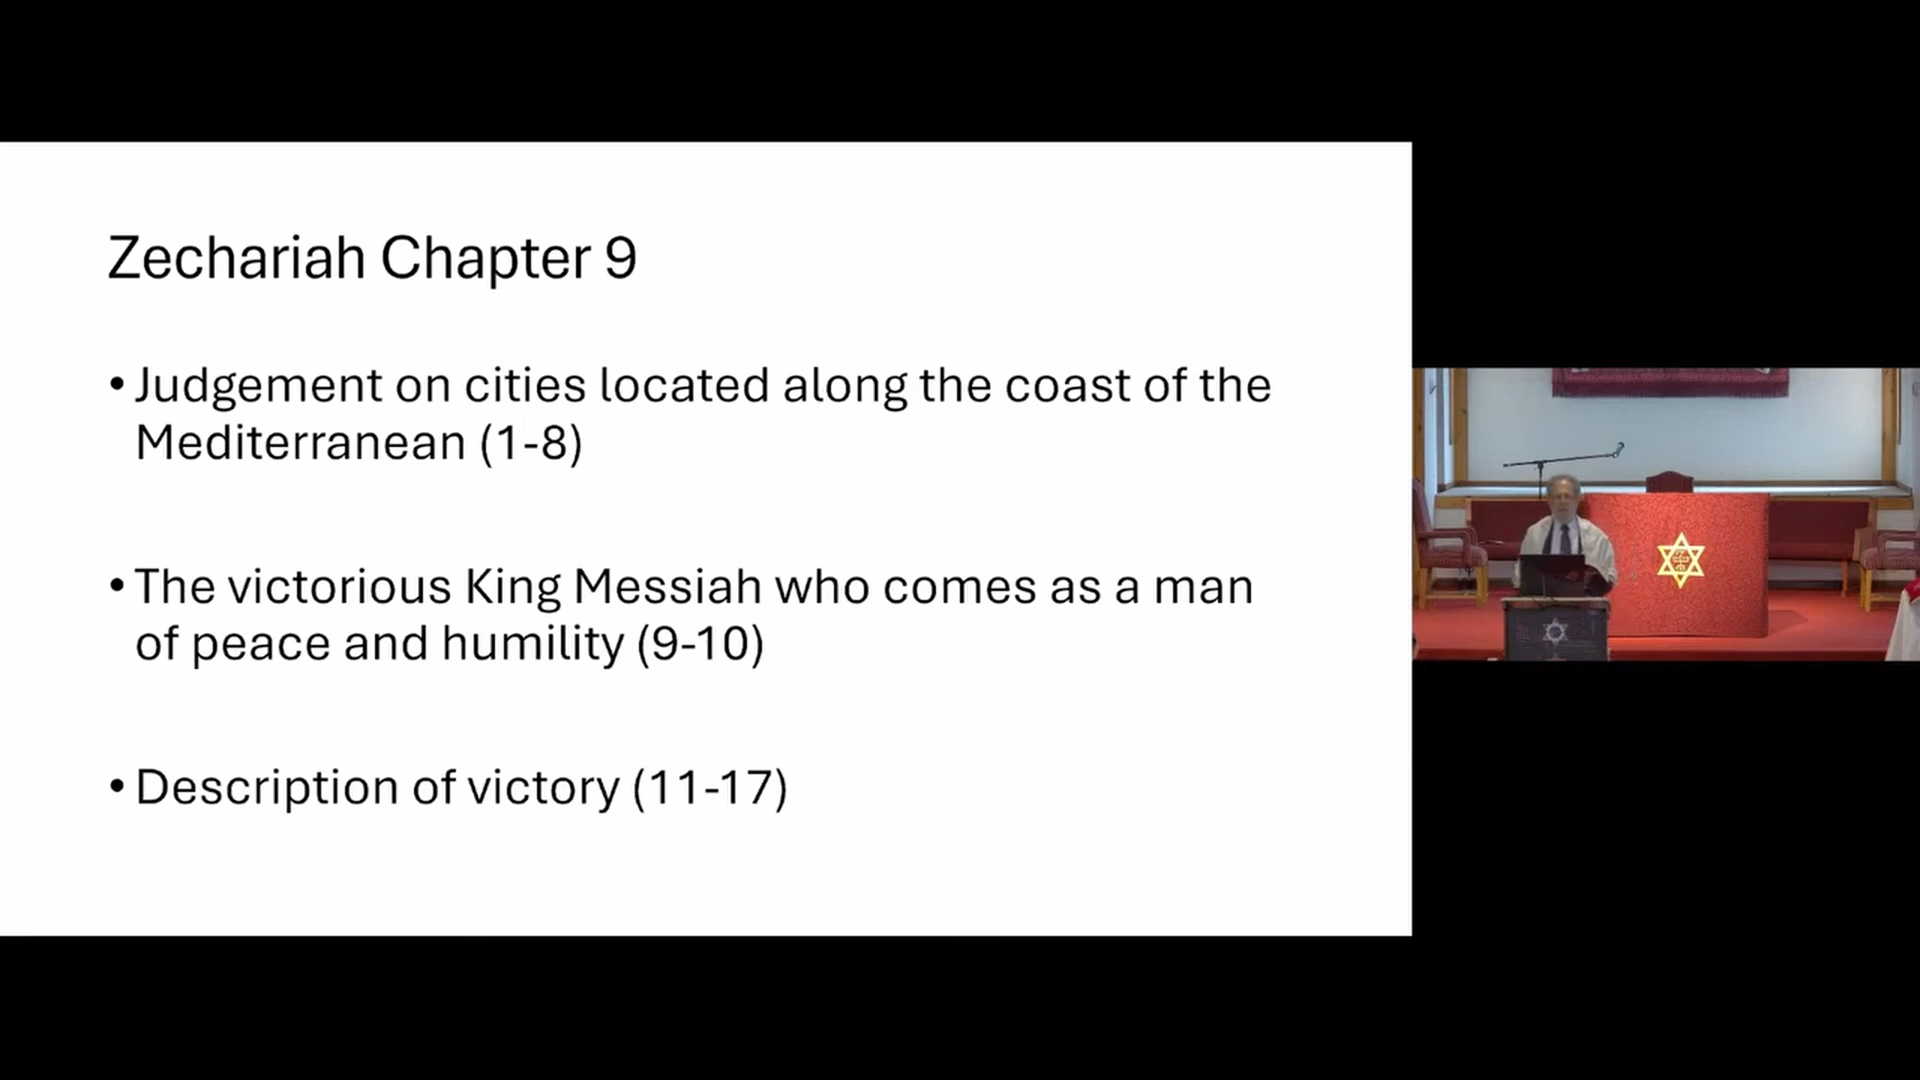 Zechariah Chapter 9
• Judgement on cities located along the coast of the
Mediterranean (1-8)
• The victorious King Messiah who comes as a man
of peace and humility (9-10)
• Description of victory (11-17)